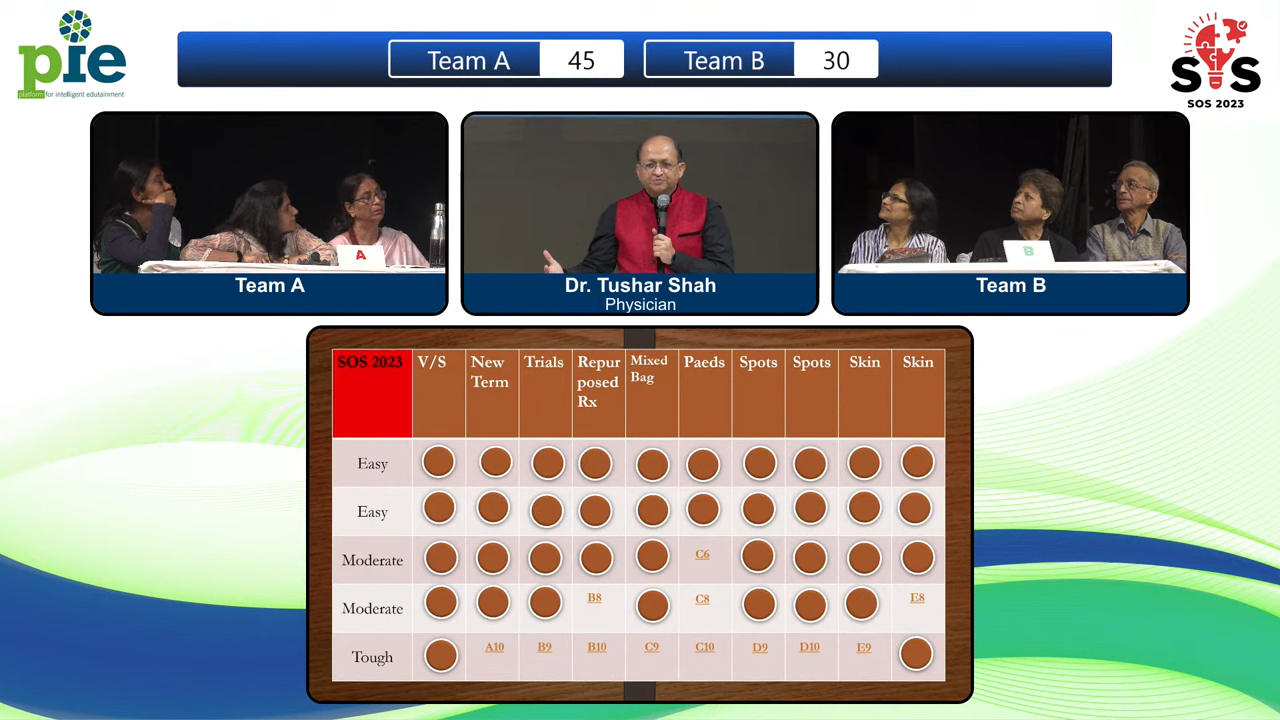 pie
platform for intelligent edutainment
Team A 45 Team B 30
SOS
SOS 2023
A
B
Team A
Dr. Tushar Shah
Physician
Team B
SOS 2023 V/S New Term Trials Repur posed Rx Mixed Bag Paeds Spots Spots Skin Skin
Easy
Easy
Moderate C6
Moderate B8 C8 E8
Tough A10 B9 B10 C9 C10 D9 D10 E9